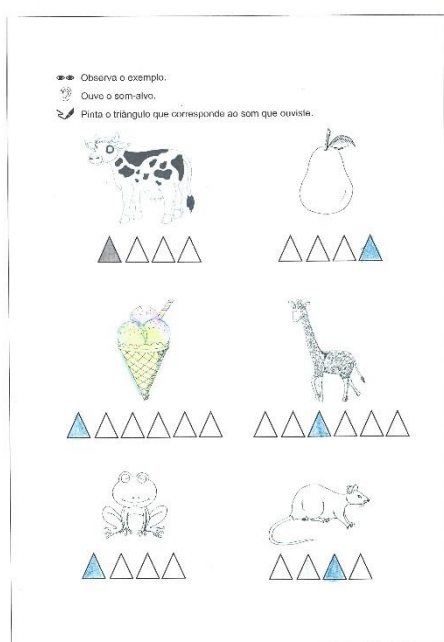 Observa o exemplo.
Ouve o som-alvo.
Pinta o triângulo que corresponde ao som que ouviste.